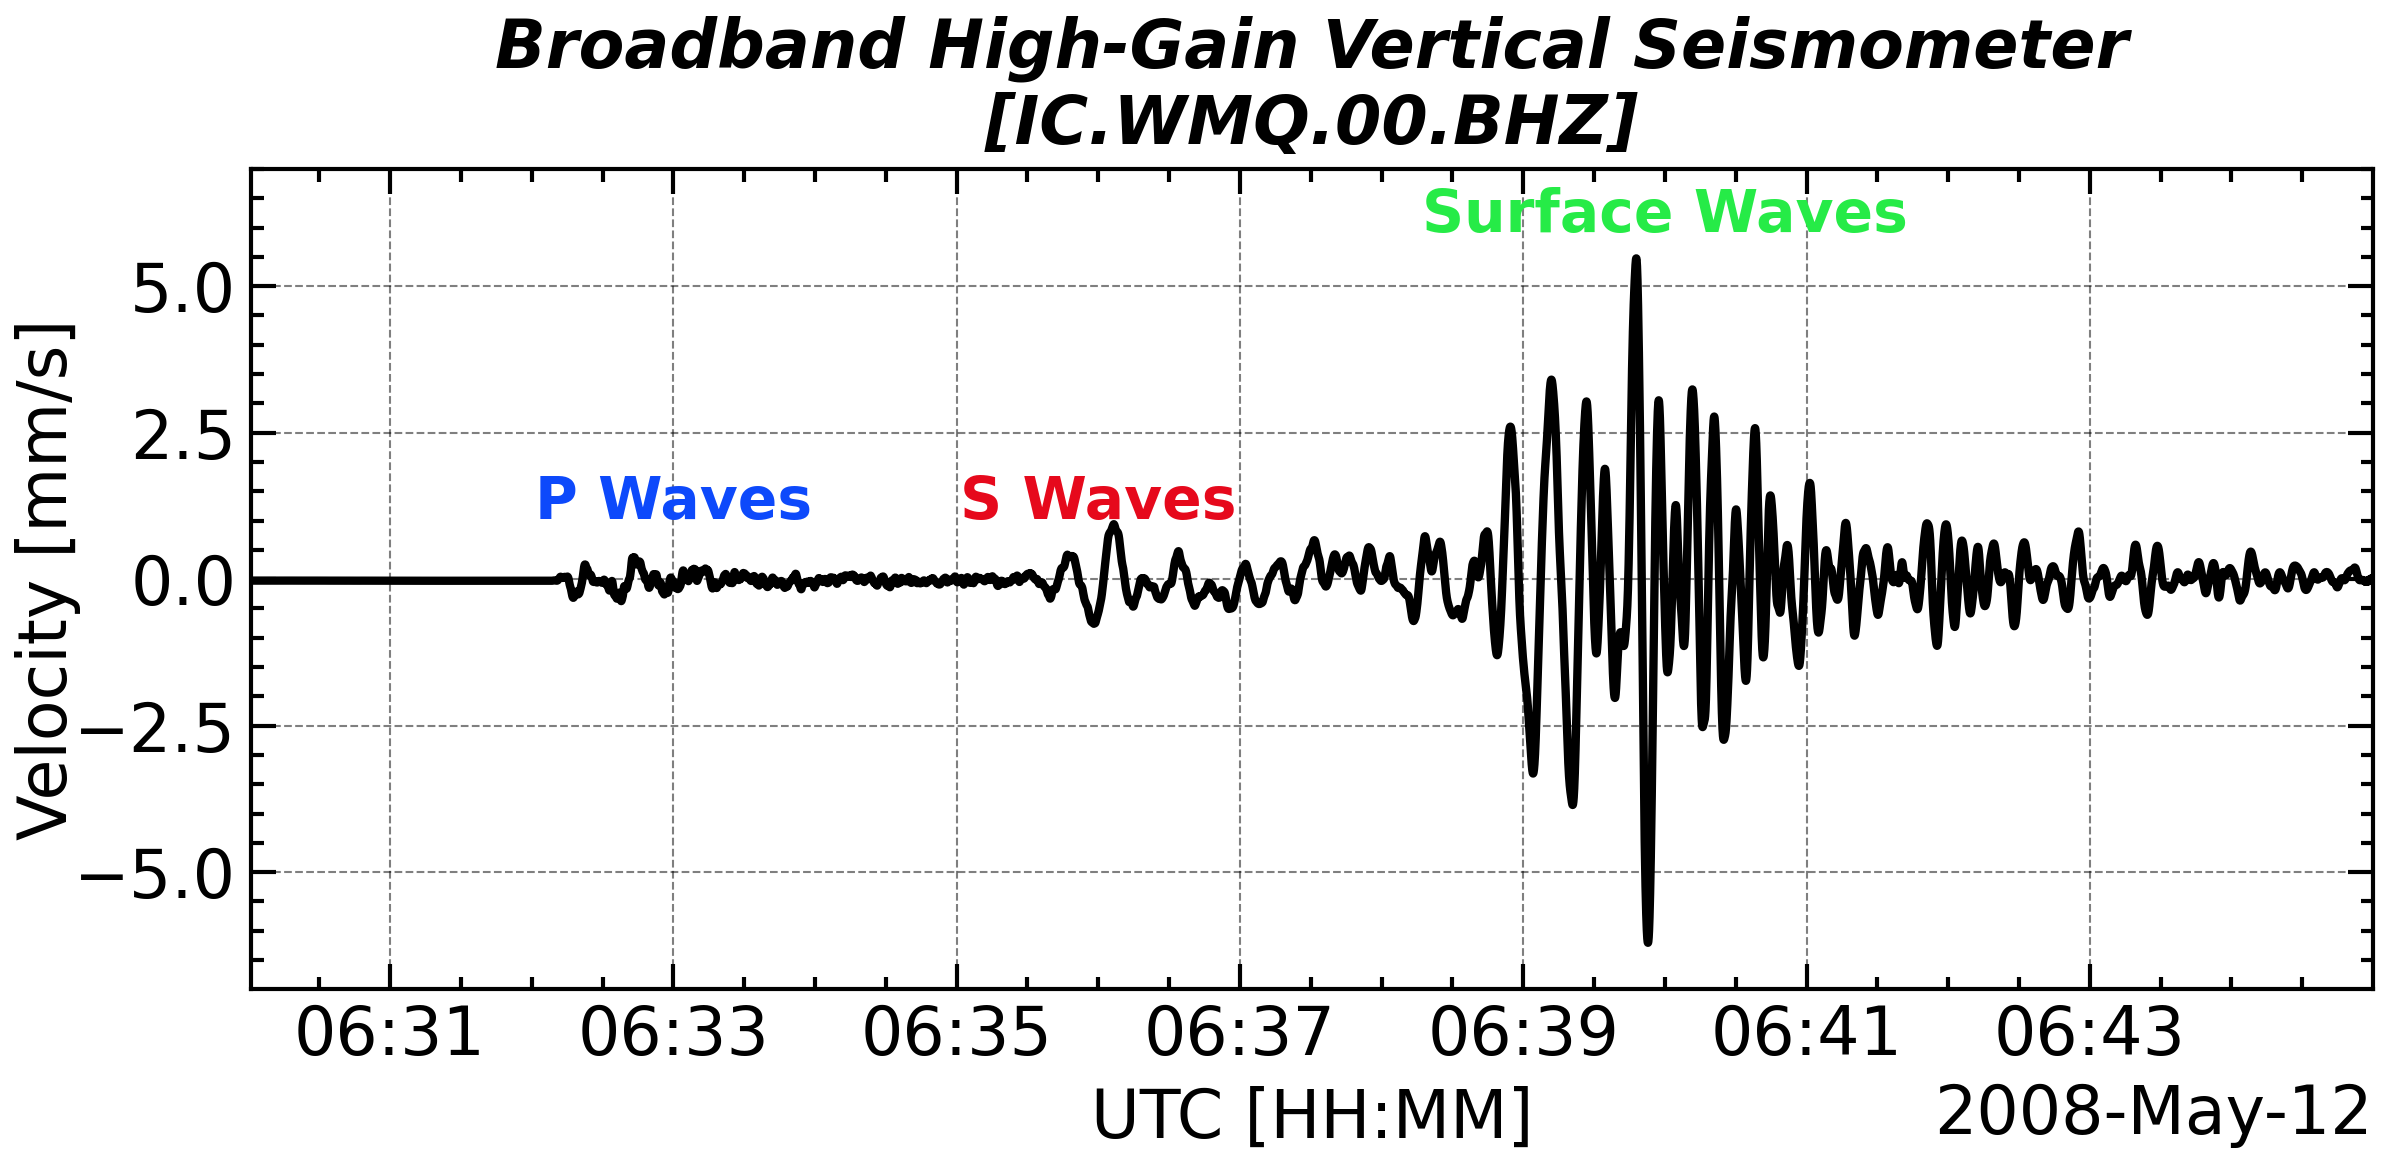 Broadband High-Gain Vertical Seismometer
[IC.WMQ.00.BHZ]
Surface Waves
P Waves
S Waves
Velocity [mm/s]
5.0
2.5
0.0
−2.5
−5.0
06:31 06:33 06:35 06:37 06:39 06:41 06:43
UTC [HH:MM]
2008-May-12